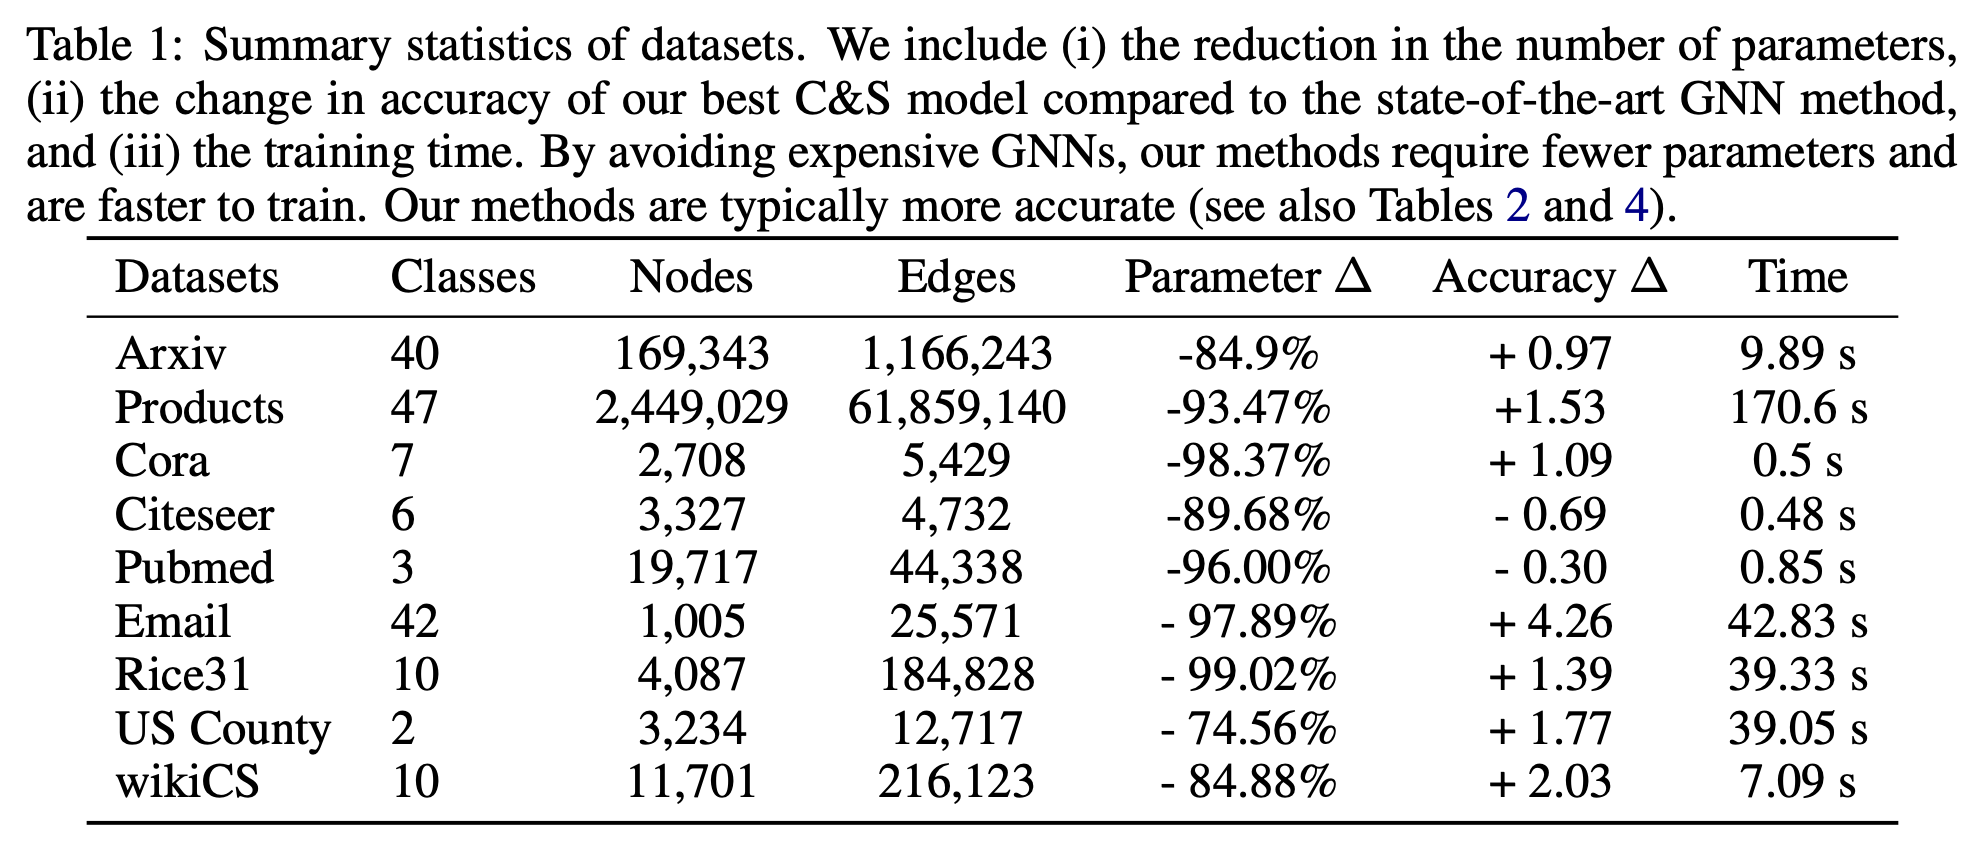 Table 1: Summary statistics of datasets. We include (i) the reduction in the number of parameters,
(ii) the change in accuracy of our best C&S model compared to the state-of-the-art GNN method,
and (iii) the training time. By avoiding expensive GNNs, our methods require fewer parameters and
are faster to train. Our methods are typically more accurate (see also Tables 2 and 4).
Datasets Classes Nodes Edges Parameter Δ Accuracy Δ Time
Arxiv 40 169,343 1,166,243 -84.9% + 0.97 9.89 s
Products 47 2,449,029 61,859,140 -93.47% +1.53 170.6 s
Cora 7 2,708 5,429 -98.37% + 1.09 0.5 s
Citeseer 6 3,327 4,732 -89.68% - 0.69 0.48 s
Pubmed 3 19,717 44,338 -96.00% - 0.30 0.85 s
Email 42 1,005 25,571 - 97.89% + 4.26 42.83 s
Rice31 10 4,087 184,828 - 99.02% + 1.39 39.33 s
US County 2 3,234 12,717 - 74.56% + 1.77 39.05 s
wikiCS 10 11,701 216,123 - 84.88% + 2.03 7.09 s